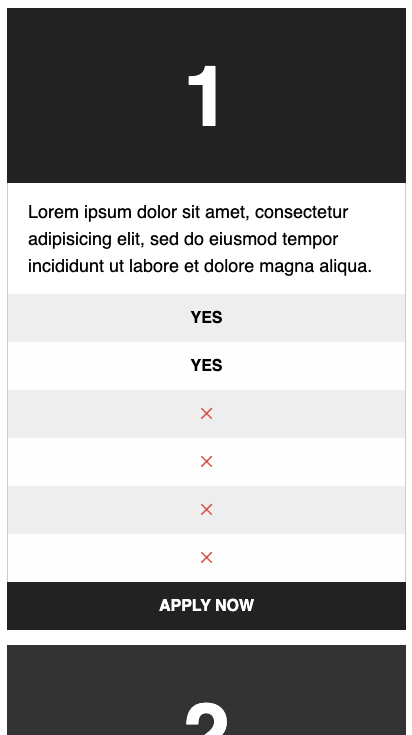 1
Lorem ipsum dolor sit amet, consectetur
adipisicing elit, sed do eiusmod tempor
incididunt ut labore et dolore magna aliqua.
YES
YES
×
×
×
×
APPLY NOW
2